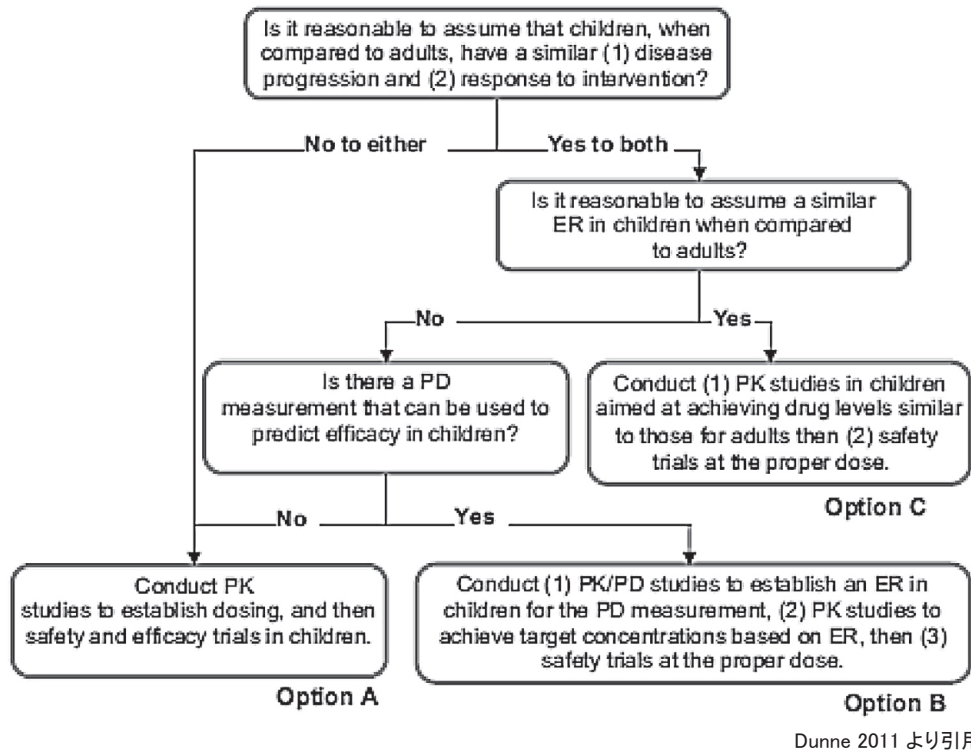 Is it reasonable to assume that children, when
compared to adults, have a similar (1) disease
progression and (2) response to intervention?
No to either
Yes to both
Is it reasonable to assume a similar
ER in children when compared
to adults?
No
Yes
Is there a PD
measurement that can be used to
predict efficacy in children?
Conduct (1) PK studies in children
aimed at achieving drug levels similar
to those for adults then (2) safety
trials at the proper dose.
Option C
No
Yes
Conduct PK
studies to establish dosing, and then
safety and efficacy trials in children.
Option A
Conduct (1) PK/PD studies to establish an ER in
children for the PD measurement, (2) PK studies to
achieve target concentrations based on ER, then (3)
safety trials at the proper dose.
Option B
Dunne 2011 より引用